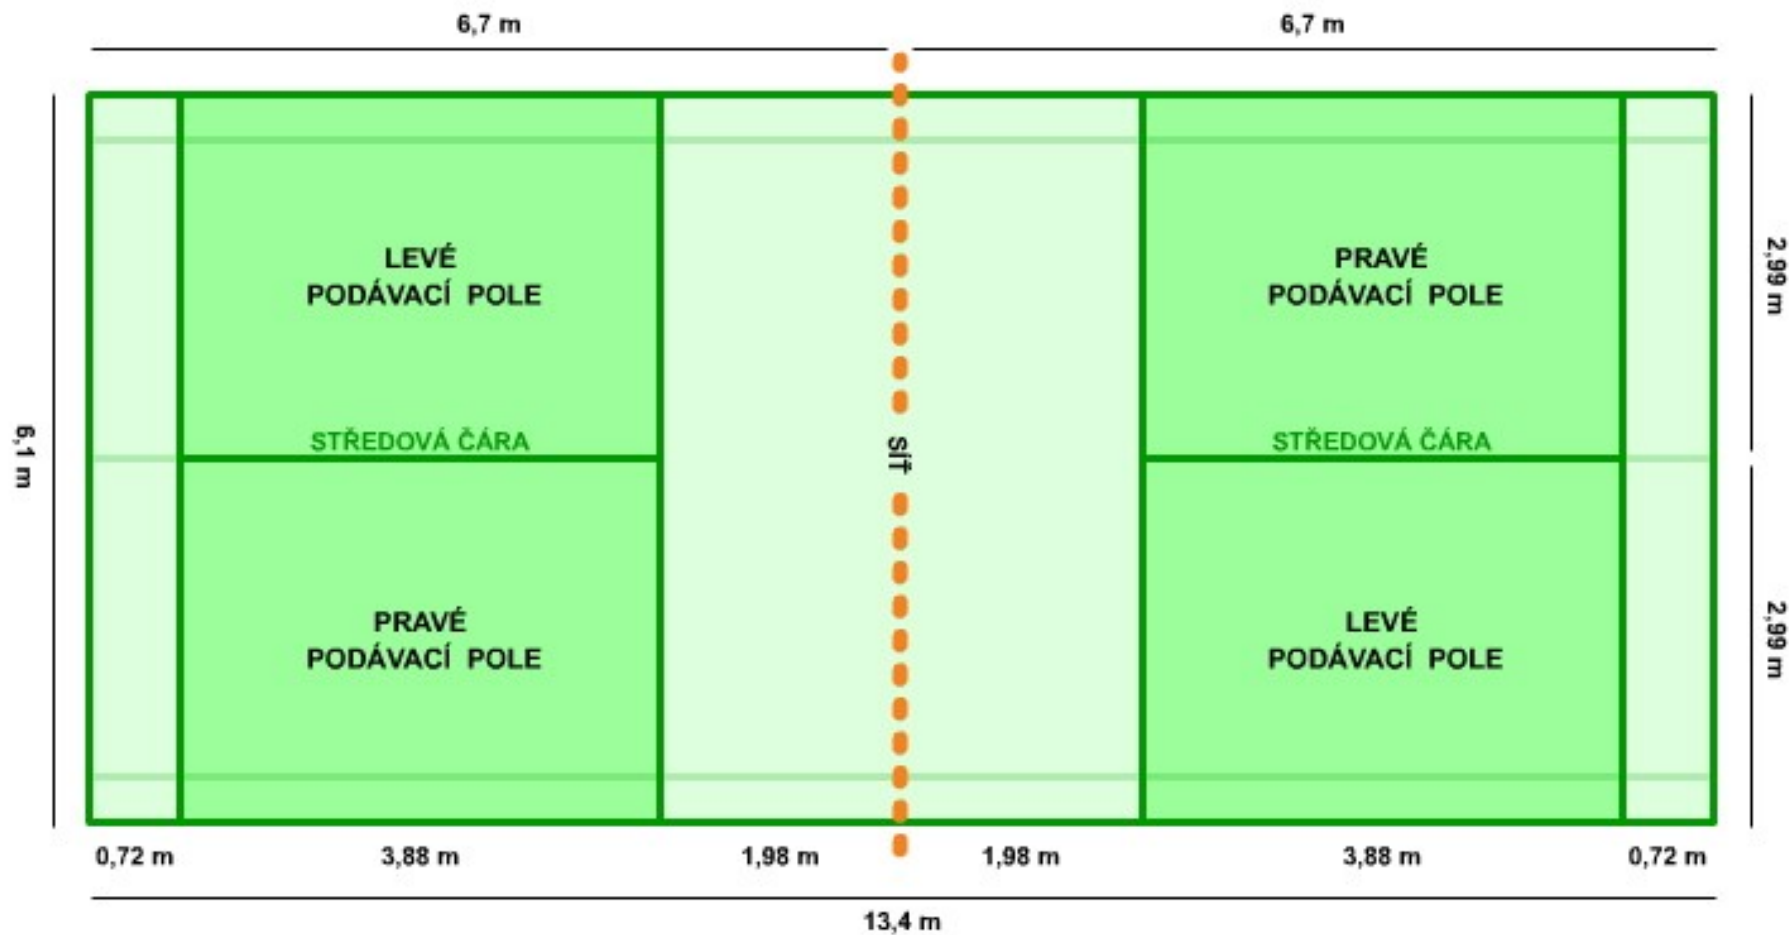 6,7 m
6,7 m
LEVÉ
PODÁVACÍ POLE
PRAVÉ
PODÁVACÍ POLE
2,99 m
6,1 m
STŘEDOVÁ ČÁRA
SÍŤ
STŘEDOVÁ ČÁRA
PRAVÉ
PODÁVACÍ POLE
LEVÉ
PODÁVACÍ POLE
2,99 m
0,72 m
3,88 m
1,98 m
1,98 m
3,88 m
0,72 m
13,4 m